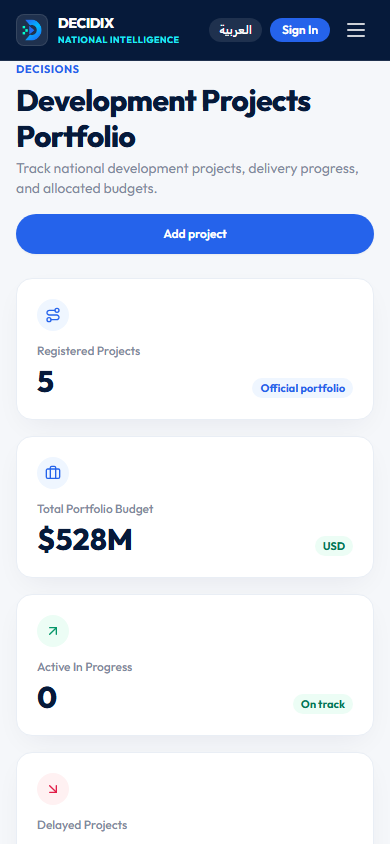 DECIDIX
NATIONAL INTELLIGENCE
العربية
Sign In
DECISIONS
Development Projects
Portfolio
Track national development projects, delivery progress,
and allocated budgets.
Add project
Registered Projects
5
Official portfolio
Total Portfolio Budget
$528M
USD
Active In Progress
0
On track
Delayed Projects